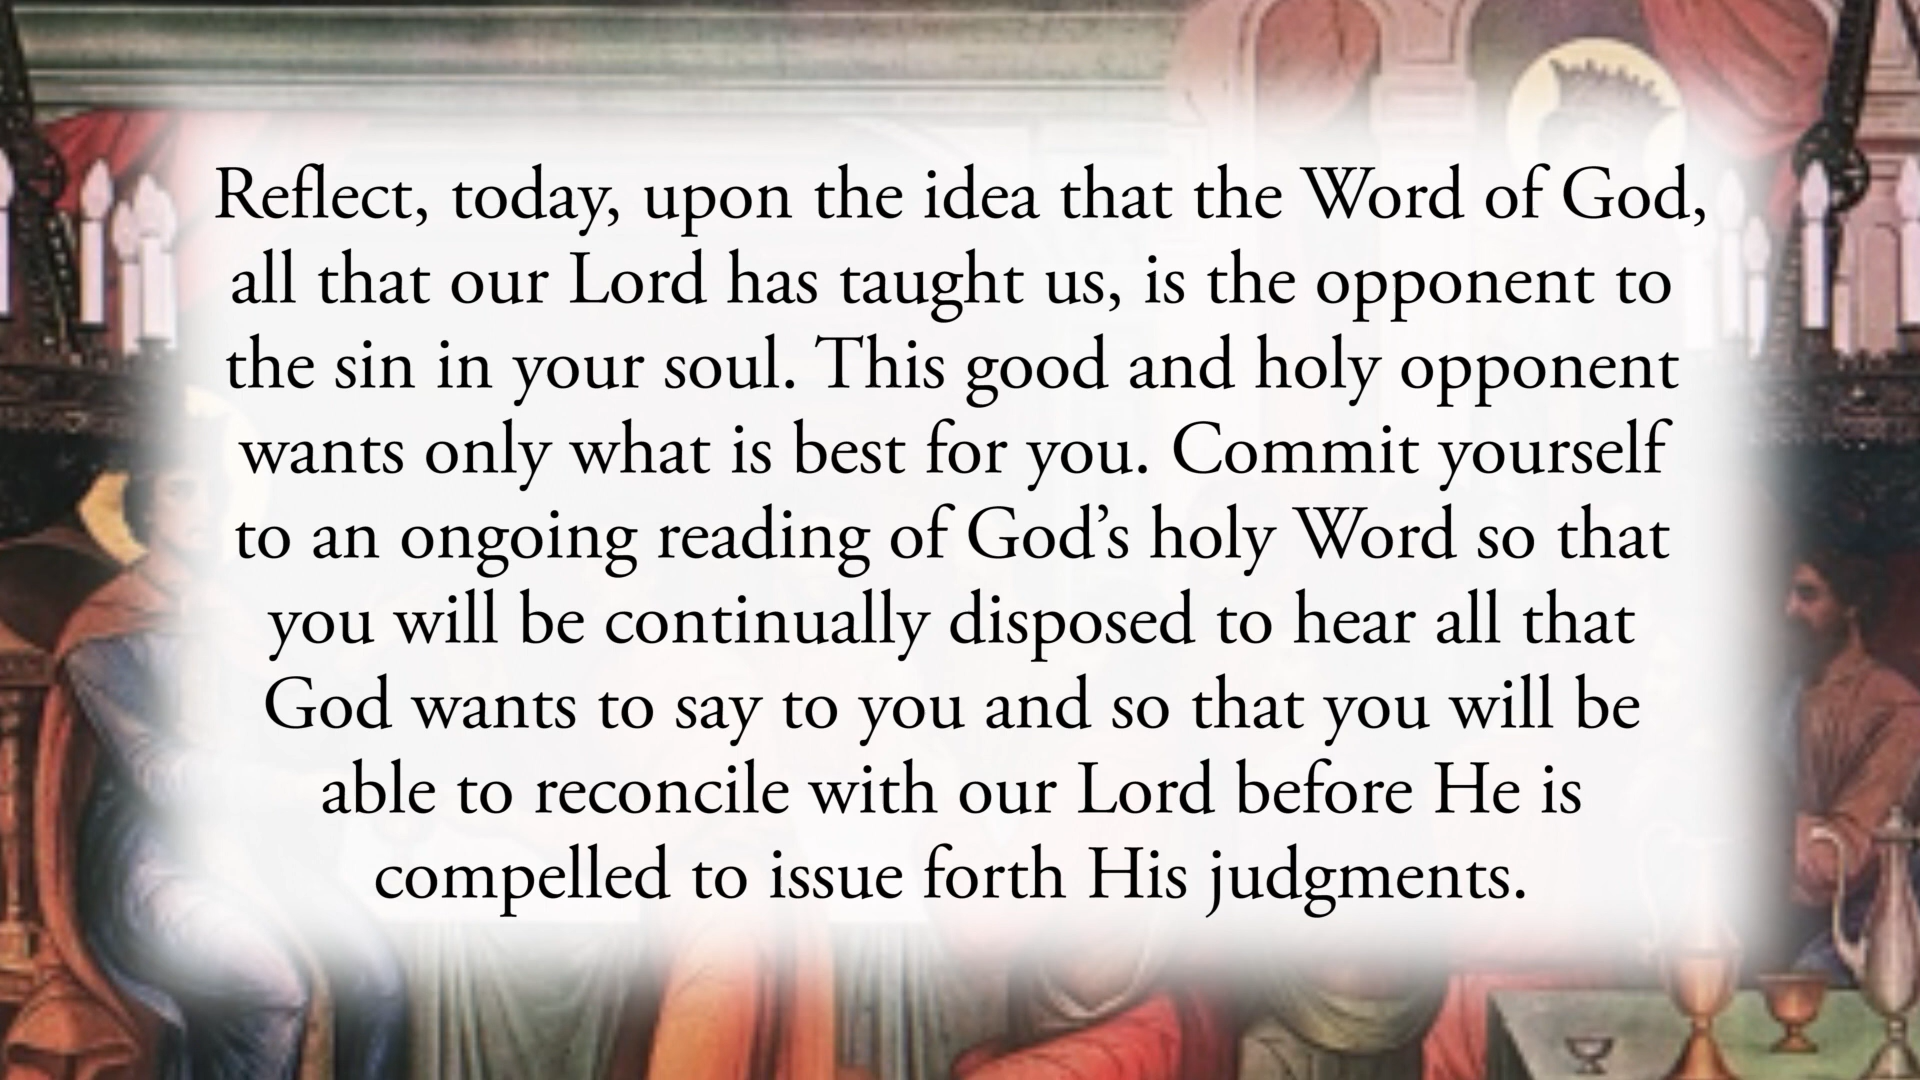 Reflect, today, upon the idea that the Word of God,
all that our Lord has taught us, is the opponent to
the sin in your soul. This good and holy opponent
wants only what is best for you. Commit yourself
to an ongoing reading of God’s holy Word so that
you will be continually disposed to hear all that
God wants to say to you and so that you will be
able to reconcile with our Lord before He is
compelled to issue forth His judgments.